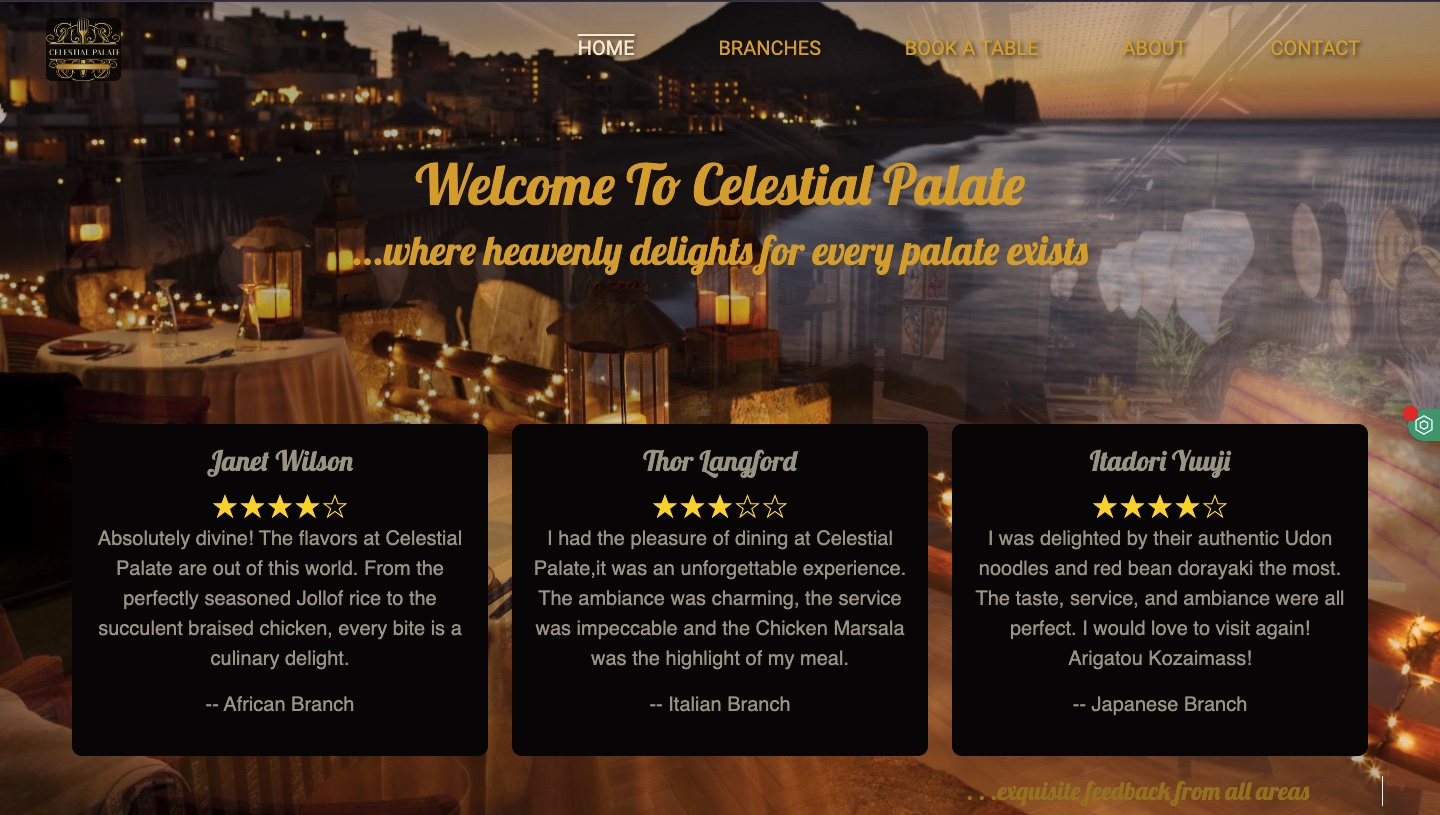 CELESTIAL PALATE
HOME BRANCHES BOOK A TABLE ABOUT CONTACT
Welcome To Celestial Palate
...where heavenly delights for every palate exists
Janet Wilson
★★★★☆
Absolutely divine! The flavors at Celestial
Palate are out of this world. From the
perfectly seasoned Jollof rice to the
succulent braised chicken, every bite is a
culinary delight.
-- African Branch
Thor Langford
★★★☆☆
I had the pleasure of dining at Celestial
Palate,it was an unforgettable experience.
The ambiance was charming, the service
was impeccable and the Chicken Marsala
was the highlight of my meal.
-- Italian Branch
Itadori Yuuji
★★★★☆
I was delighted by their authentic Udon
noodles and red bean dorayaki the most.
The taste, service, and ambiance were all
perfect. I would love to visit again!
Arigatou Kozaimass!
-- Japanese Branch
. . .exquisite feedback from all areas